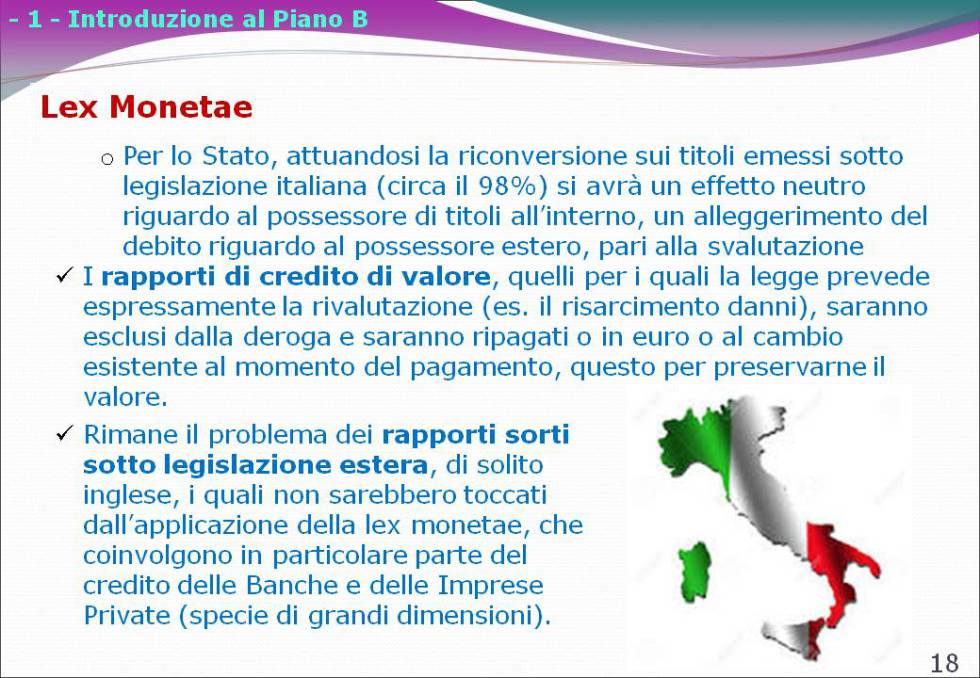 - 1 - Introduzione al Piano B
Lex Monetae
o Per lo Stato, attuandosi la riconversione sui titoli emessi sotto
legislazione italiana (circa il 98%) si avrà un effetto neutro
riguardo al possessore di titoli all’interno, un alleggerimento del
debito riguardo al possessore estero, pari alla svalutazione
✓ I rapporti di credito di valore, quelli per i quali la legge prevede
espressamente la rivalutazione (es. il risarcimento danni), saranno
esclusi dalla deroga e saranno ripagati o in euro o al cambio
esistente al momento del pagamento, questo per preservarne il
valore.
✓ Rimane il problema dei rapporti sorti
sotto legislazione estera, di solito
inglese, i quali non sarebbero toccati
dall’applicazione della lex monetae, che
coinvolgono in particolare parte del
credito delle Banche e delle Imprese
Private (specie di grandi dimensioni).
18